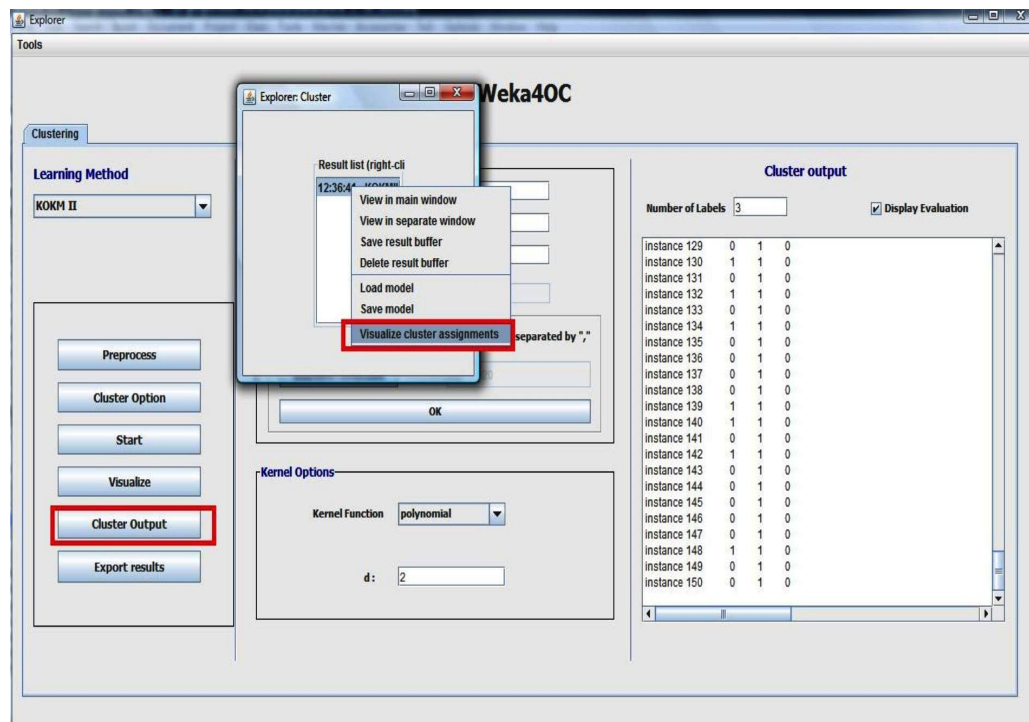 Explorer
Tools
Weka4OC
Clustering
Learning Method
KOKM II
Preprocess
Cluster Option
Start
Visualize
Cluster Output
Export results
Explorer: Cluster
Result list (right-cli
12:36:44
View in main window
View in separate window
Save result buffer
Delete result buffer
Load model
Save model
Visualize cluster assignments
separated by ","
OK
Kernel Options
Kernel Function polynomial
d : 2
Cluster output
Number of Labels 3 Display Evaluation
instance 129 0 1 0
instance 130 1 1 0
instance 131 0 1 0
instance 132 1 1 0
instance 133 0 1 0
instance 134 1 1 0
instance 135 0 1 0
instance 136 0 1 0
instance 137 0 1 0
instance 138 0 1 0
instance 139 1 1 0
instance 140 1 1 0
instance 141 0 1 0
instance 142 1 1 0
instance 143 0 1 0
instance 144 0 1 0
instance 145 0 1 0
instance 146 0 1 0
instance 147 0 1 0
instance 148 1 1 0
instance 149 0 1 0
instance 150 0 1 0